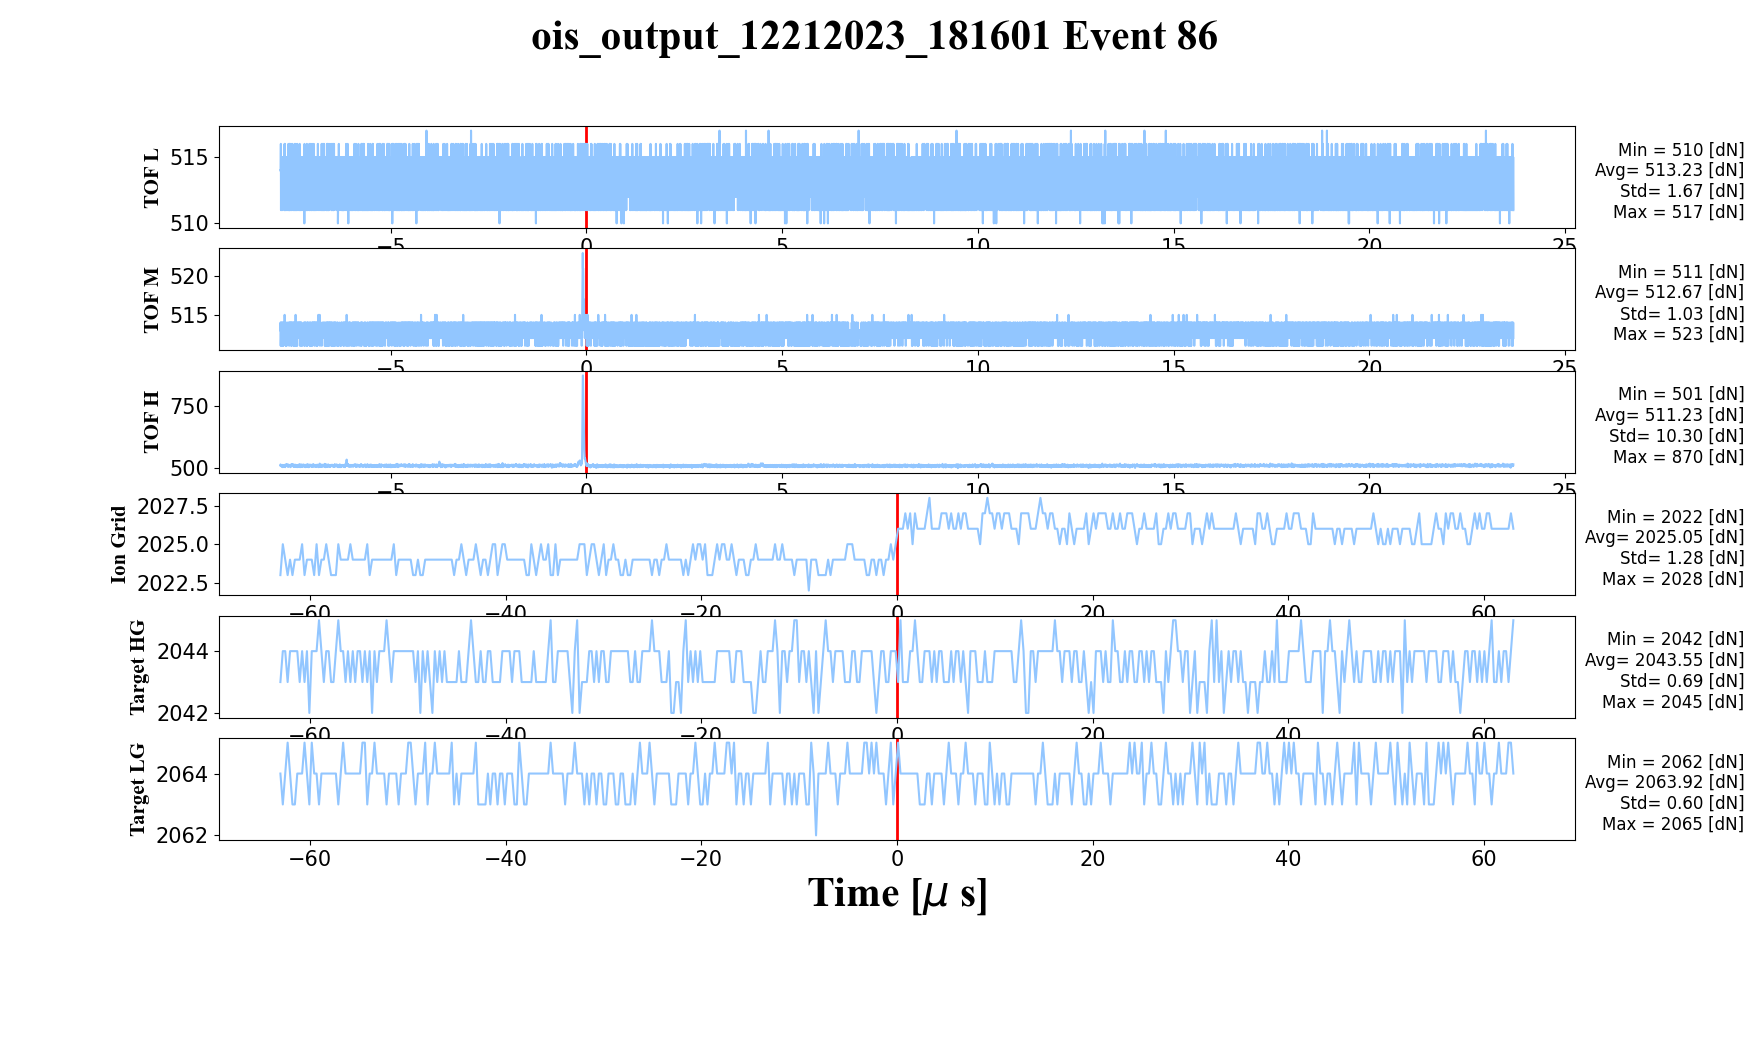 ois_output_12212023_181601 Event 86
TOF L
515
510
−5
0
5
10
15
20
25
Min = 510 [dN]
Avg= 513.23 [dN]
Std= 1.67 [dN]
Max = 517 [dN]
TOF M
520
515
−5
0
5
10
15
20
25
Min = 511 [dN]
Avg= 512.67 [dN]
Std= 1.03 [dN]
Max = 523 [dN]
TOF H
750
500
−5
0
5
10
15
20
25
Min = 501 [dN]
Avg= 511.23 [dN]
Std= 10.30 [dN]
Max = 870 [dN]
Ion Grid
2027.5
2025.0
2022.5
−60
−40
−20
0
20
40
60
Min = 2022 [dN]
Avg= 2025.05 [dN]
Std= 1.28 [dN]
Max = 2028 [dN]
Target HG
2044
2042
−60
−40
−20
0
20
40
60
Min = 2042 [dN]
Avg= 2043.55 [dN]
Std= 0.69 [dN]
Max = 2045 [dN]
Target LG
2064
2062
−60
−40
−20
0
20
40
60
Min = 2062 [dN]
Avg= 2063.92 [dN]
Std= 0.60 [dN]
Max = 2065 [dN]
Time [μ s]